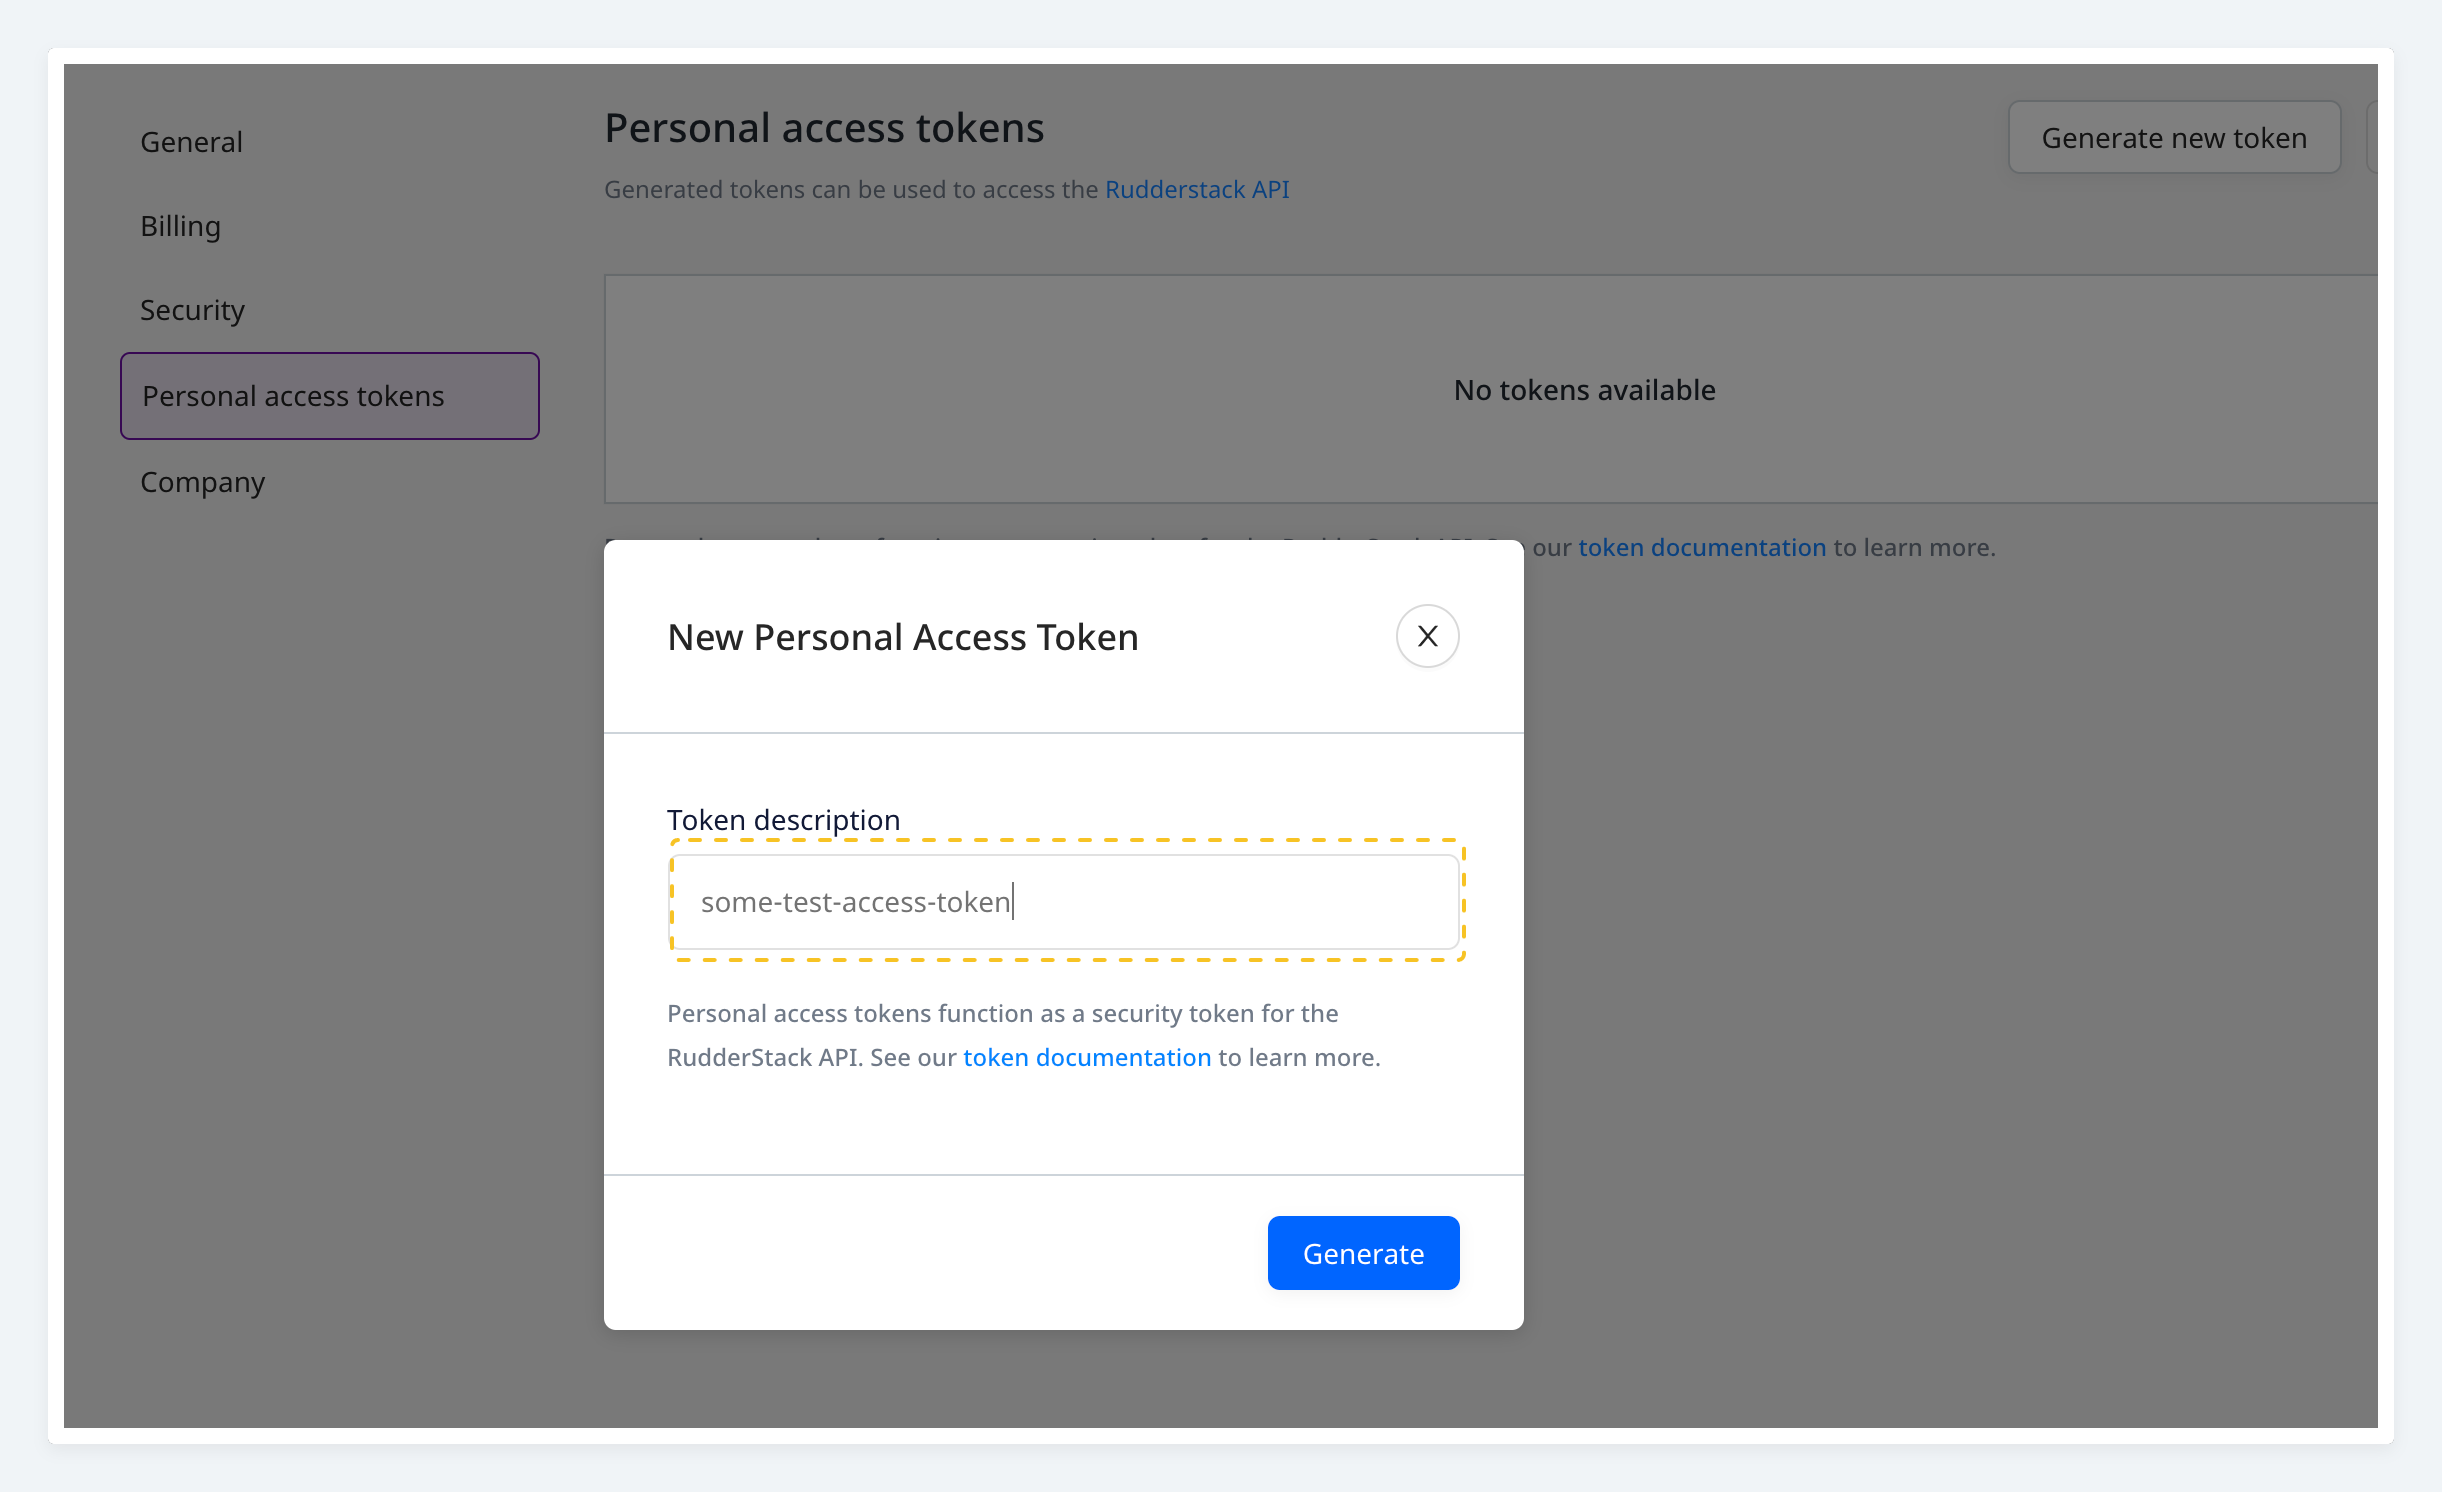 General
Billing
Security
Personal access tokens
Company
Personal access tokens
Generate new token
Generated tokens can be used to access the Rudderstack API
No tokens available
our token documentation to learn more.
New Personal Access Token
X
Token description
some-test-access-token
Personal access tokens function as a security token for the
RudderStack API. See our token documentation to learn more.
Generate